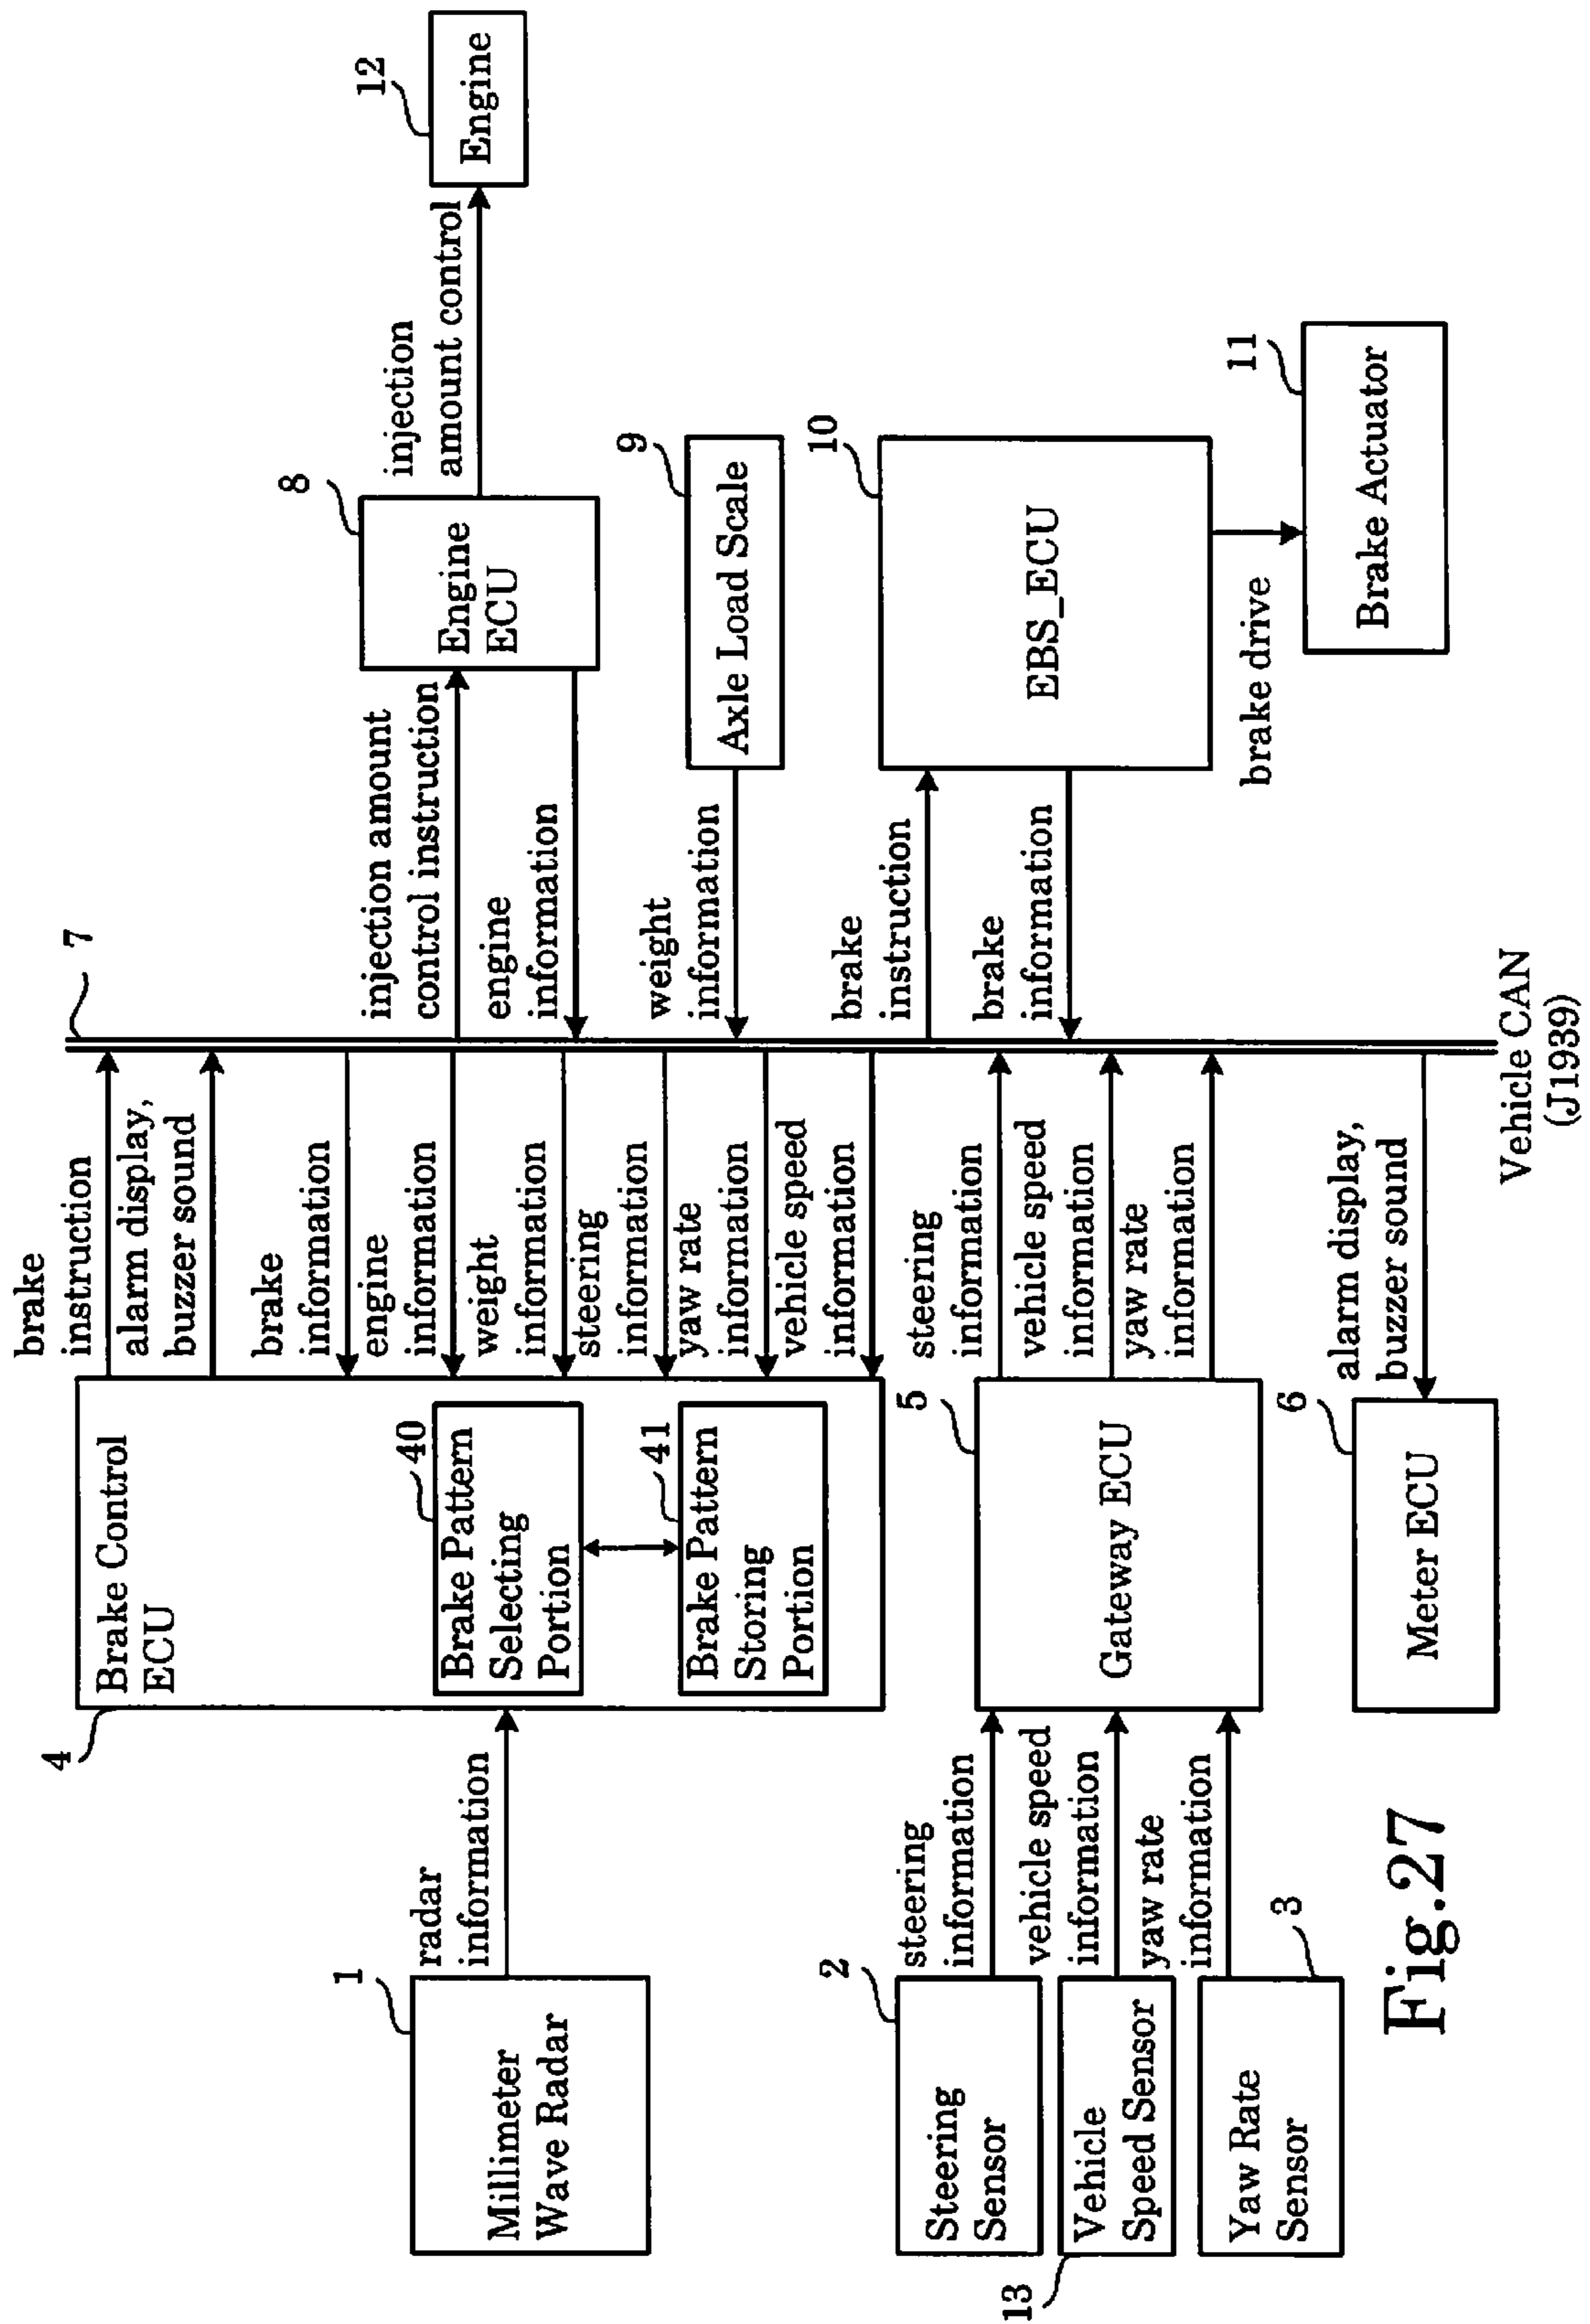 1
Millimeter
Wave Radar
radar
information
2
Steering
Sensor
13
Vehicle
Speed Sensor
3
Yaw Rate
Sensor
steering
information
vehicle speed
information
yaw rate
information
4
Brake Control
ECU
40
Brake Pattern
Selecting
Portion
41
Brake Pattern
Storing
Portion
5
Gateway ECU
6
Meter ECU
brake
instruction
alarm display,
buzzer sound
brake
information
engine
information
weight
information
steering
information
yaw rate
information
vehicle speed
information
steering
information
vehicle speed
information
yaw rate
information
alarm display,
buzzer sound
7
Vehicle CAN
(J1939)
injection amount
control instruction
engine
information
weight
information
brake
instruction
brake
information
8
Engine
ECU
9
Axle Load Scale
10
EBS_ECU
brake drive
11
Brake Actuator
injection
amount control
12
Engine
Fig.27